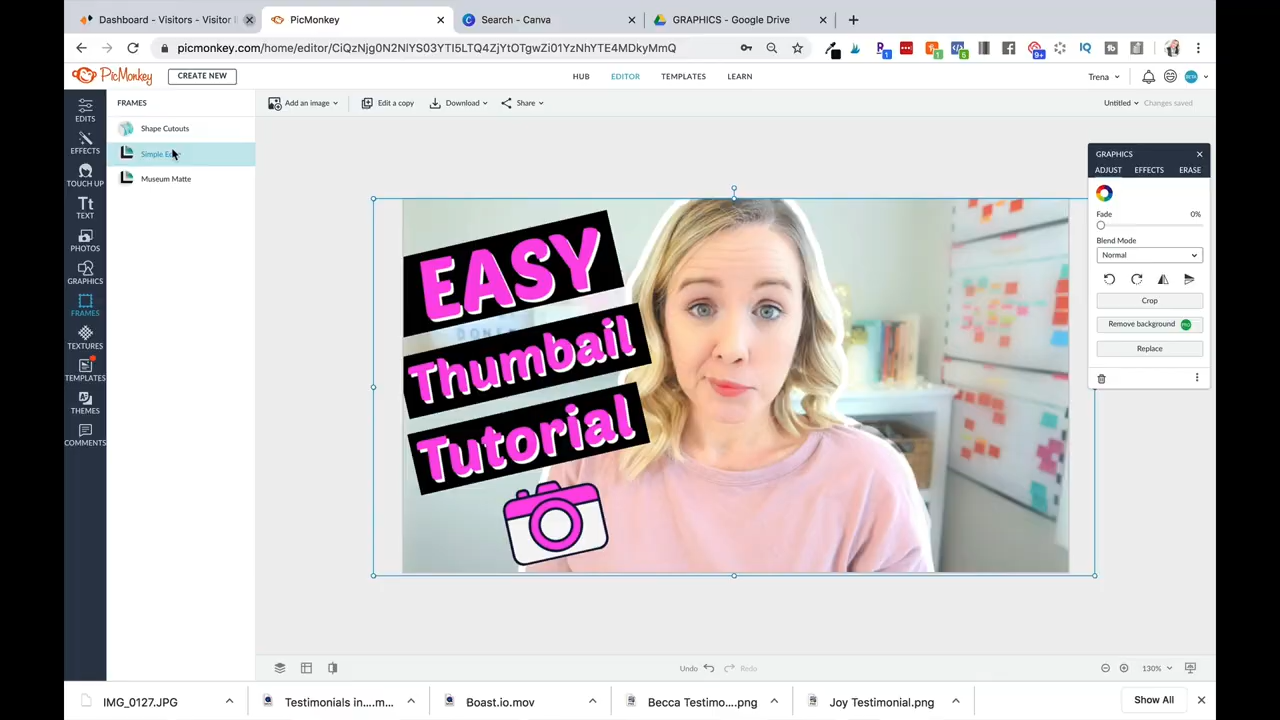 Dashboard - Visitors - Visitor
PicMonkey
Search - Canva
GRAPHICS - Google Drive
picmonkey.com/home/editor/CiQzNjg0N2NlYS03YTI5LTQ4ZjYtOTgwZi01YzNhYTE4MDkyMmQ
PicMonkey
CREATE NEW
HUB
EDITOR
TEMPLATES
LEARN
Trena
FRAMES
Add an image
Edit a copy
Download
Share
Untitled
Changes saved
EDITS
EFFECTS
TOUCH UP
TEXT
PHOTOS
GRAPHICS
FRAMES
TEXTURES
TEMPLATES
THEMES
COMMENTS
Shape Cutouts
Simple
Museum Matte
EASY
Thumbail
Tutorial
GRAPHICS
ADJUST
EFFECTS
ERASE
Fade
0%
Blend Mode
Normal
Crop
Remove background
Replace
Undo
Redo
130%
IMG_0127.JPG
Testimonials in....m...
Boast.io.mov
Becca Testimo....png
Joy Testimonial.png
Show All